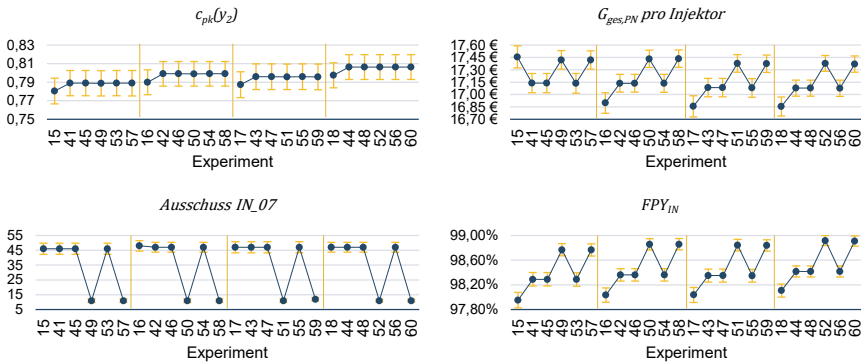 c_pk(y_2)
0,83
0,81
0,79
0,77
0,75
15 41 45 49 53 57 16 42 46 50 54 58 17 43 47 51 55 59 18 44 48 52 56 60
Experiment
G_ges,PN pro Injektor
17,60 €
17,45 €
17,30 €
17,15 €
17,00 €
16,85 €
16,70 €
15 41 45 49 53 57 16 42 46 50 54 58 17 43 47 51 55 59 18 44 48 52 56 60
Experiment
Ausschuss IN_07
55
45
35
25
15
5
15 41 45 49 53 57 16 42 46 50 54 58 17 43 47 51 55 59 18 44 48 52 56 60
Experiment
FPY_IN
99,00%
98,60%
98,20%
97,80%
15 41 45 49 53 57 16 42 46 50 54 58 17 43 47 51 55 59 18 44 48 52 56 60
Experiment